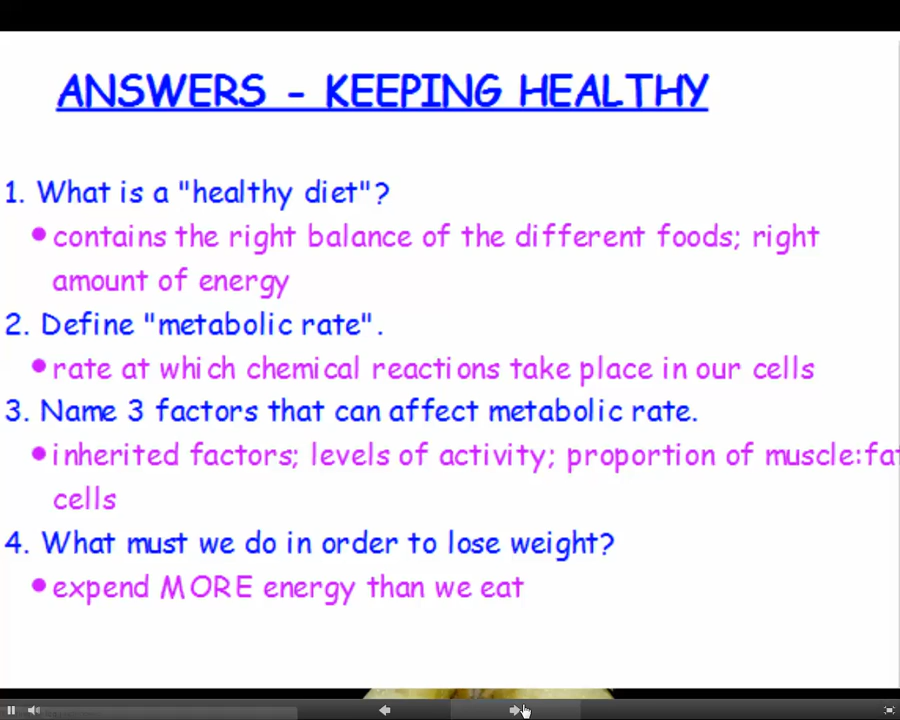 ANSWERS - KEEPING HEALTHY
1. What is a "healthy diet"?
contains the right balance of the different foods; right
amount of energy
2. Define "metabolic rate".
rate at which chemical reactions take place in our cells
3. Name 3 factors that can affect metabolic rate.
inherited factors; levels of activity; proportion of muscle:fat
cells
4. What must we do in order to lose weight?
expend MORE energy than we eat